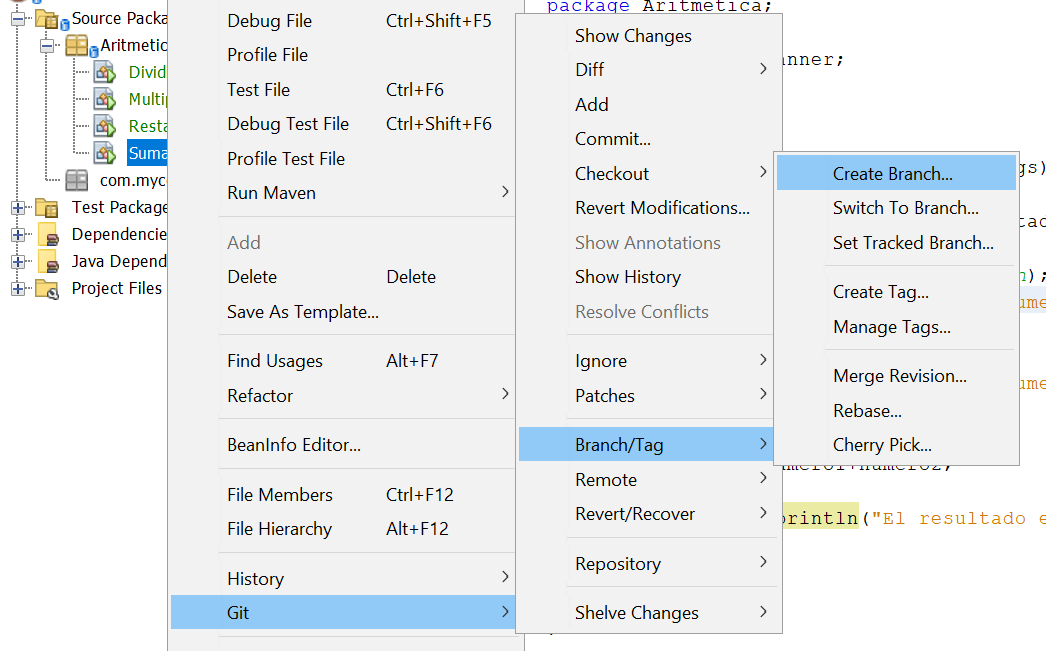 Source Packa
Aritmetic
Divid
Multip
Resta
Suma
com.myc
Test Package
Dependencie
Java Depend
Project Files
Debug File Ctrl+Shift+F5
Profile File
Test File Ctrl+F6
Debug Test File Ctrl+Shift+F6
Profile Test File
Run Maven
Add
Delete Delete
Save As Template...
Find Usages Alt+F7
Refactor
BeanInfo Editor...
File Members Ctrl+F12
File Hierarchy Alt+F12
History
Git
Show Changes
Diff
Add
Commit...
Checkout
Revert Modifications...
Show Annotations
Show History
Resolve Conflicts
Ignore
Patches
Branch/Tag
Remote
Revert/Recover
Repository
Shelve Changes
Create Branch...
Switch To Branch...
Set Tracked Branch...
Create Tag...
Manage Tags...
Merge Revision...
Rebase...
Cherry Pick...
package Aritmetica;
nner;
gs)
tac
n);
ume
ume
println("El resultado e